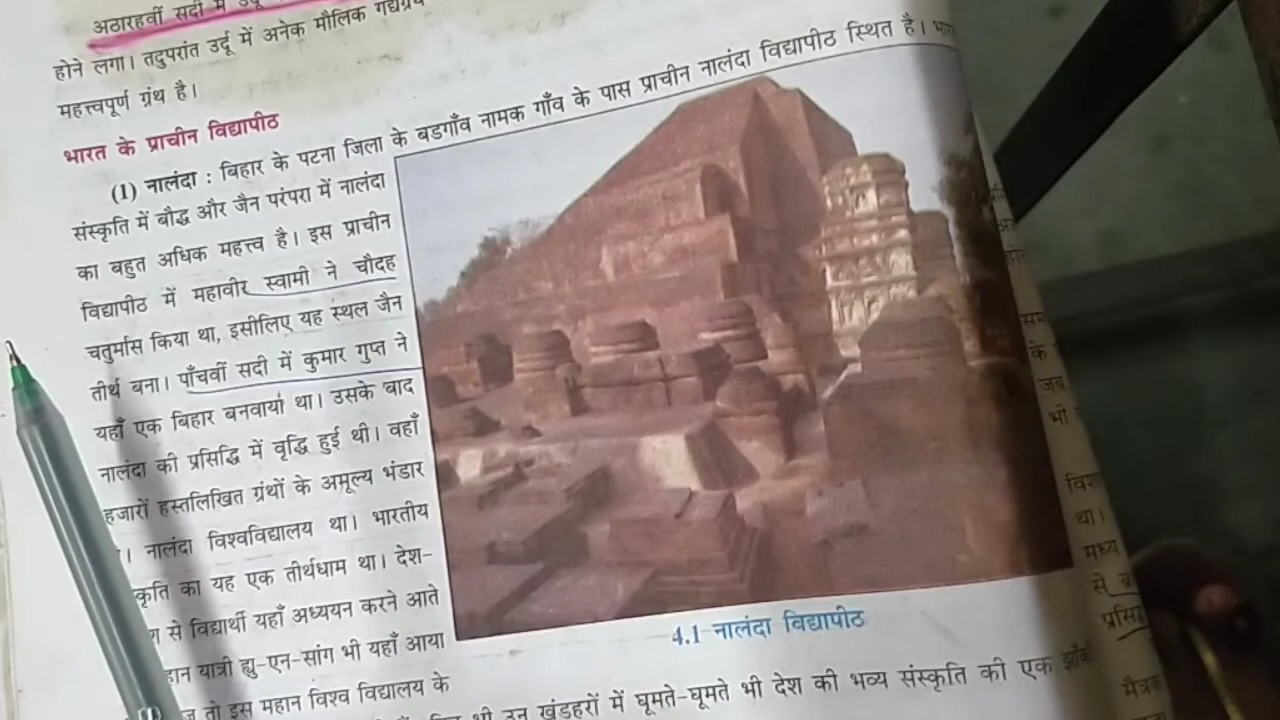 अठारहवीं सदी में
होने लगा। तदुपरांत उर्दू में अनेक मौलिक गद्यग्रंथ
महत्त्वपूर्ण ग्रंथ है।
भारत के प्राचीन विद्यापीठ
(1) नालंदा : बिहार के पटना जिला के बडगाँव नामक गाँव के पास प्राचीन नालंदा विद्यापीठ स्थित है।
संस्कृति में बौद्ध और जैन परंपरा में नालंदा
का बहुत अधिक महत्त्व है। इस प्राचीन
विद्यापीठ में महावीर स्वामी ने चौदह
चतुर्मास किया था, इसीलिए यह स्थल जैन
तीर्थ बना। पाँचवीं सदी में कुमार गुप्त ने
यहाँ एक बिहार बनवाया था। उसके बाद
नालंदा की प्रसिद्धि में वृद्धि हुई थी। वहाँ
हजारों हस्तलिखित ग्रंथों के अमूल्य भंडार
। नालंदा विश्वविद्यालय था। भारतीय
का यह एक तीर्थधाम था। देश-
से विद्यार्थी यहाँ अध्ययन करने आते
यात्री ह्यु-एन-सांग भी यहाँ आया
तो इस महान विश्व विद्यालय के
भी उन खंडहरों में घूमते-घूमते भी देश की भव्य संस्कृति की एक
4.1 नालंदा विद्यापीठ
के
जब
भी
था।
मध्य
से